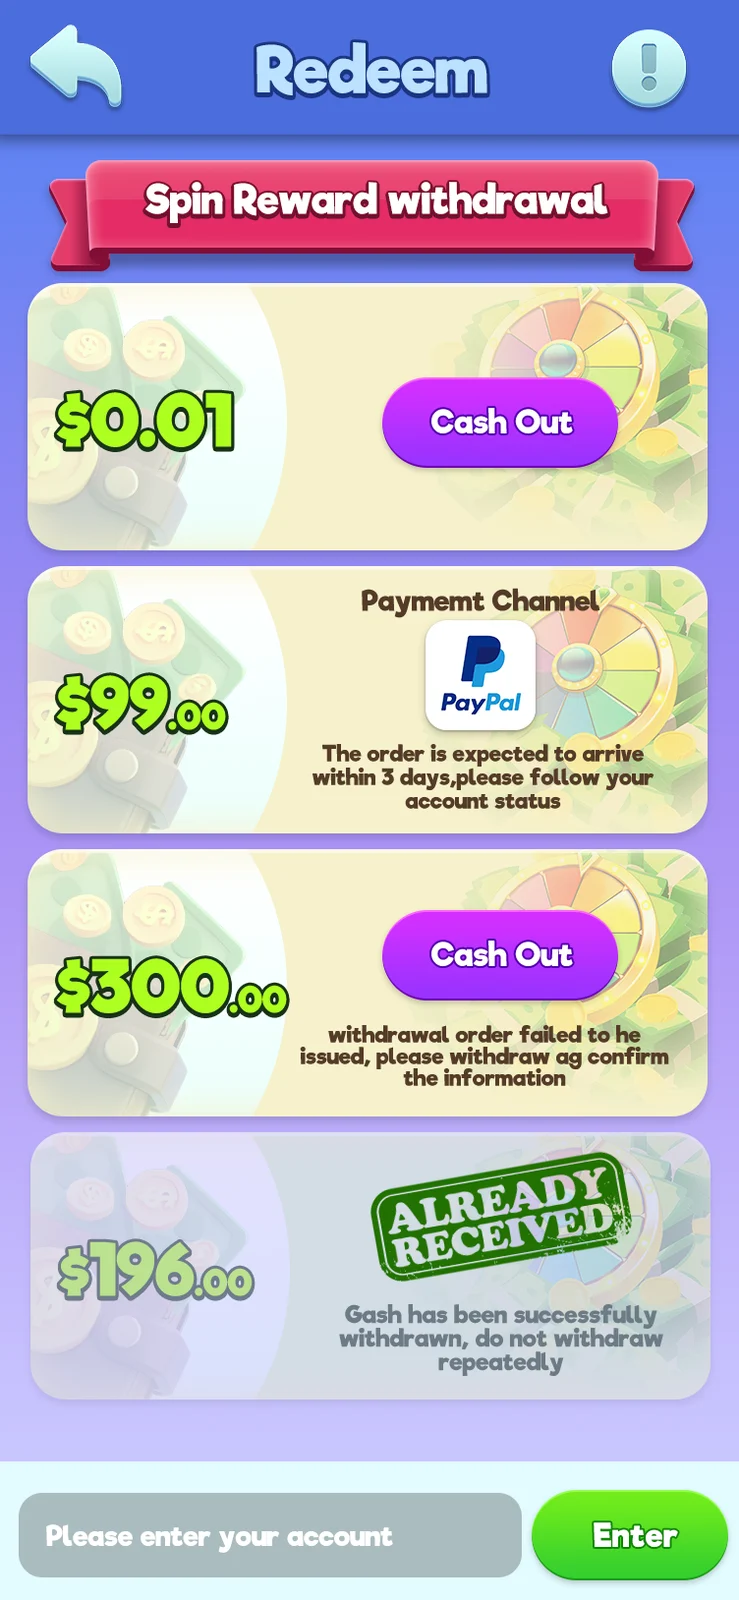 Redeem
Spin Reward withdrawal
$0.01
Cash Out
Paymemt Channel
PayPal
$99.00
The order is expected to arrive
within 3 days,please follow your
account status
Cash Out
$300.00
withdrawal order failed to he
issued, please withdraw ag confirm
the information
ALREADY
RECEIVED
$196.00
Gash has been successfully
withdrawn, do not withdraw
repeatedly
Please enter your account
Enter